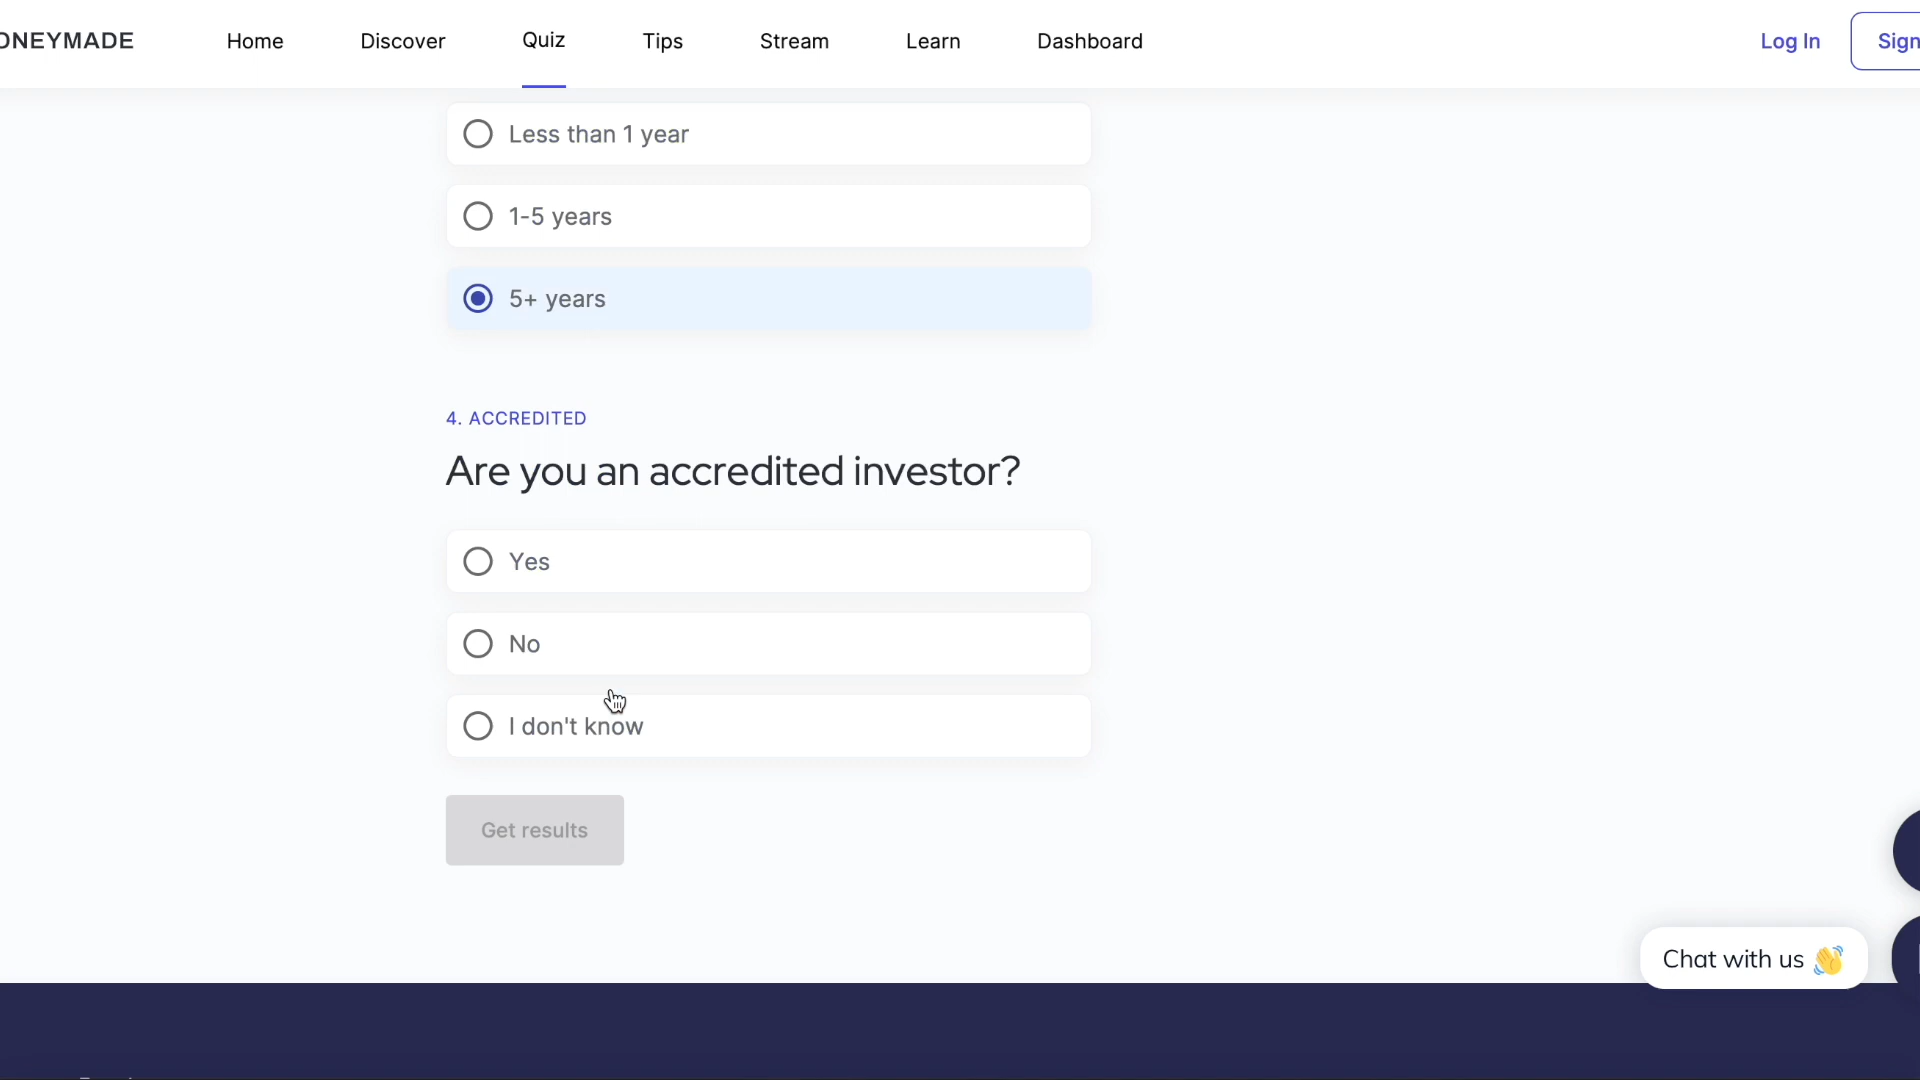 ONEYMADE
Home
Discover
Quiz
Tips
Stream
Learn
Dashboard
Log In
Sign
Less than 1 year
1-5 years
5+ years
4. ACCREDITED
Are you an accredited investor?
Yes
No
I don't know
Get results
Chat with us 👋